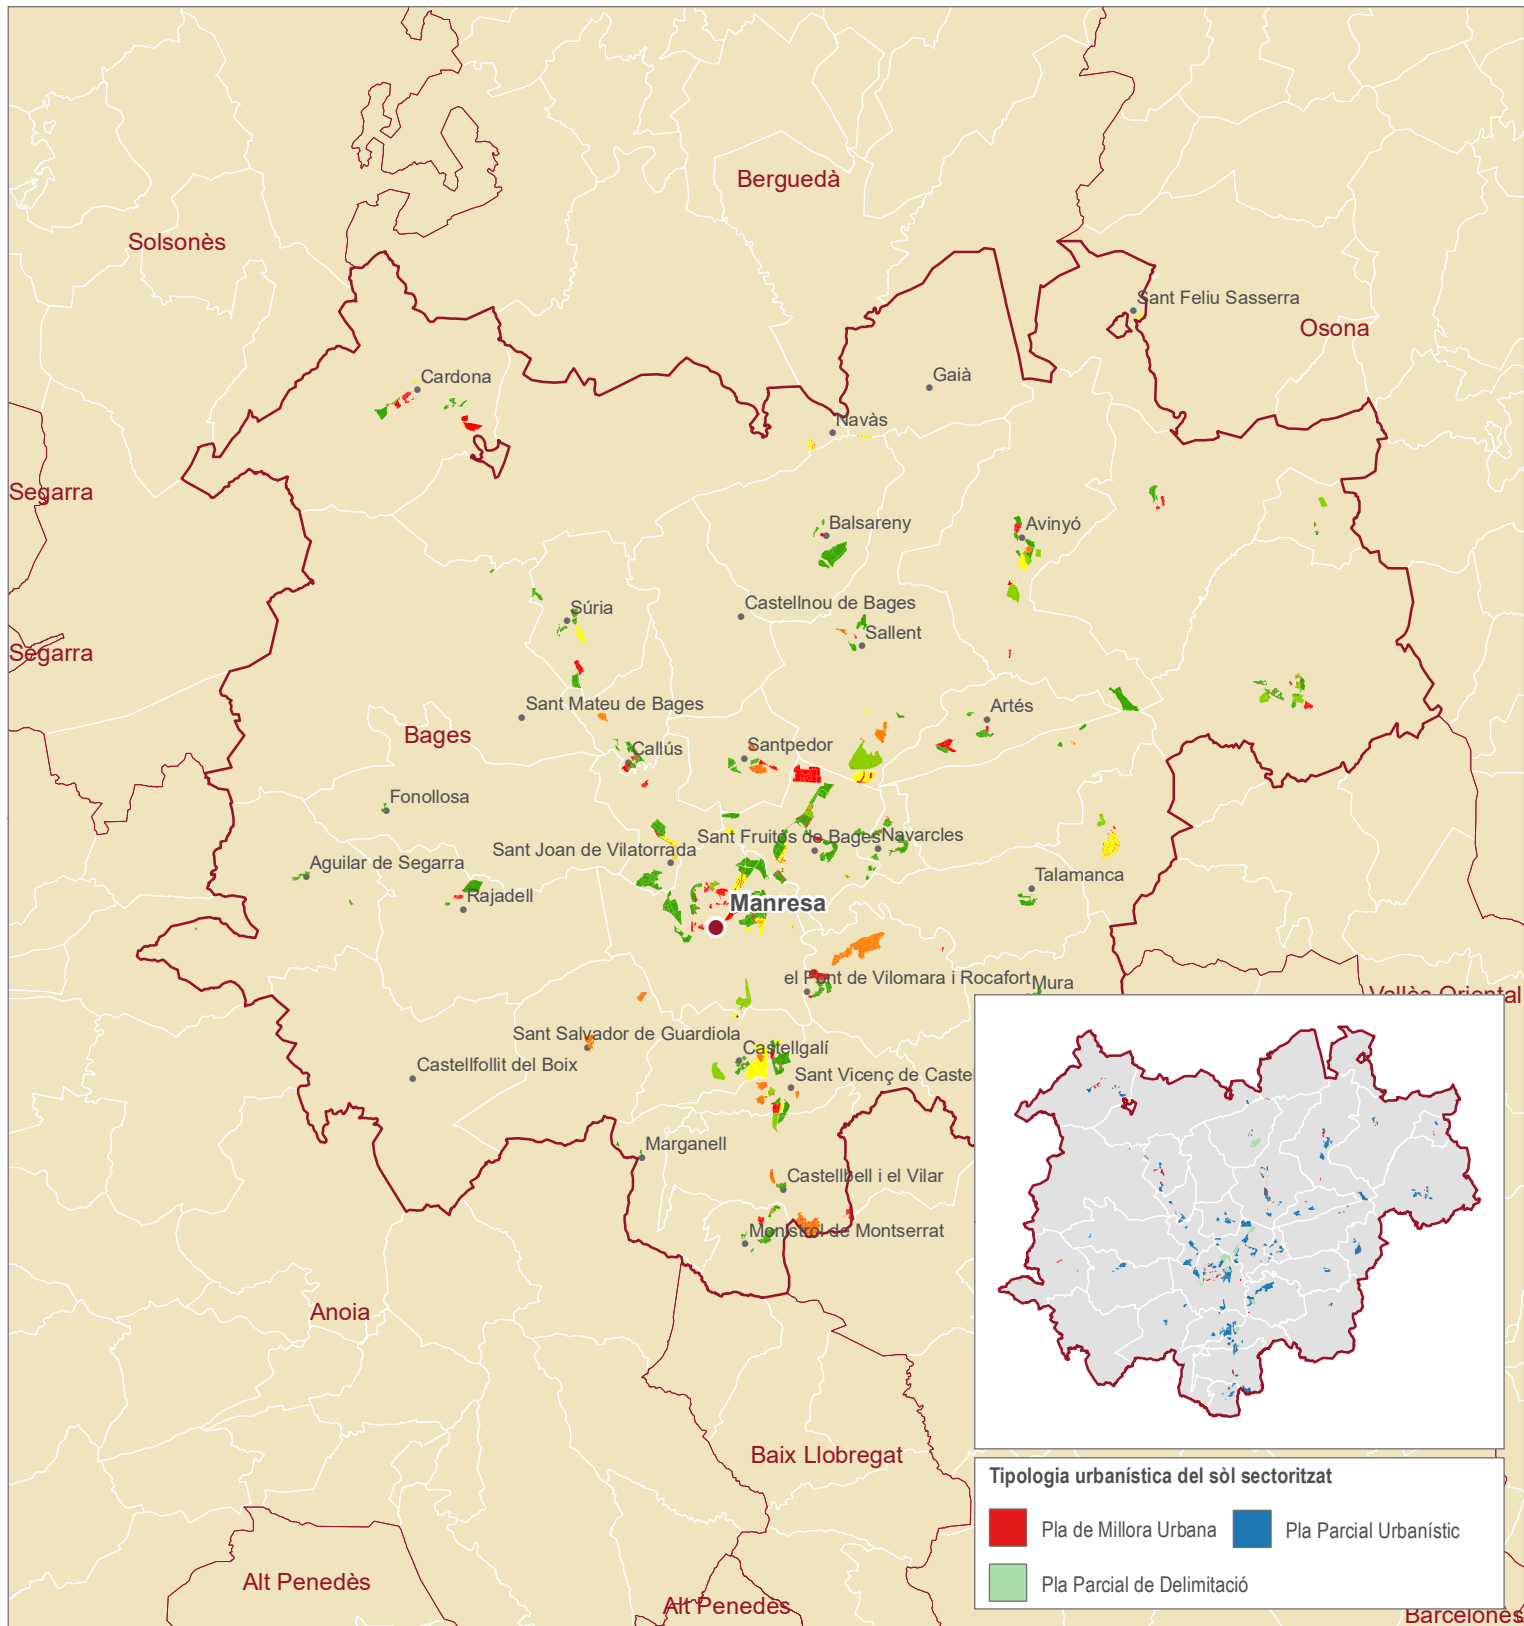 Berguedà
Solsonès
Sant Feliu Sasserra
Osona
Cardona
Gaià
Navàs
Segarra
Balsareny
Avinyó
Castellnou de Bages
Súria
Sallent
Segarra
Sant Mateu de Bages
Artés
Bages
Callús
Santpedor
Fonollosa
Sant Fruitós de Bages
Navarcles
Sant Joan de Vilatorrada
Aguilar de Segarra
Talamanca
Rajadell
Manresa
el Pont de Vilomara i Rocafort
Mura
Vallès Oriental
Sant Salvador de Guardiola
Castellgalí
Castellfollit del Boix
Sant Vicenç de Castel
Marganell
Castellbell i el Vilar
Monistrol de Montserrat
Anoia
Baix Llobregat
Tipologia urbanística del sòl sectoritzat
Pla de Millora Urbana
Pla Parcial Urbanístic
Pla Parcial de Delimitació
Alt Penedès
Alt Penedès
Barcelonès